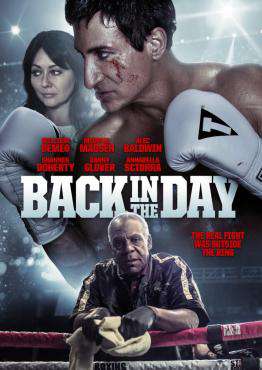 WILLIAM DEMEO
MICHAEL MADSEN
ALEC BALDWIN
SHANNEN DOHERTY
DANNY GLOVER
ANNABELLA SCIORRA
BACK IN THE DAY
THE REAL FIGHT
WAS OUTSIDE
THE RING
BOXING